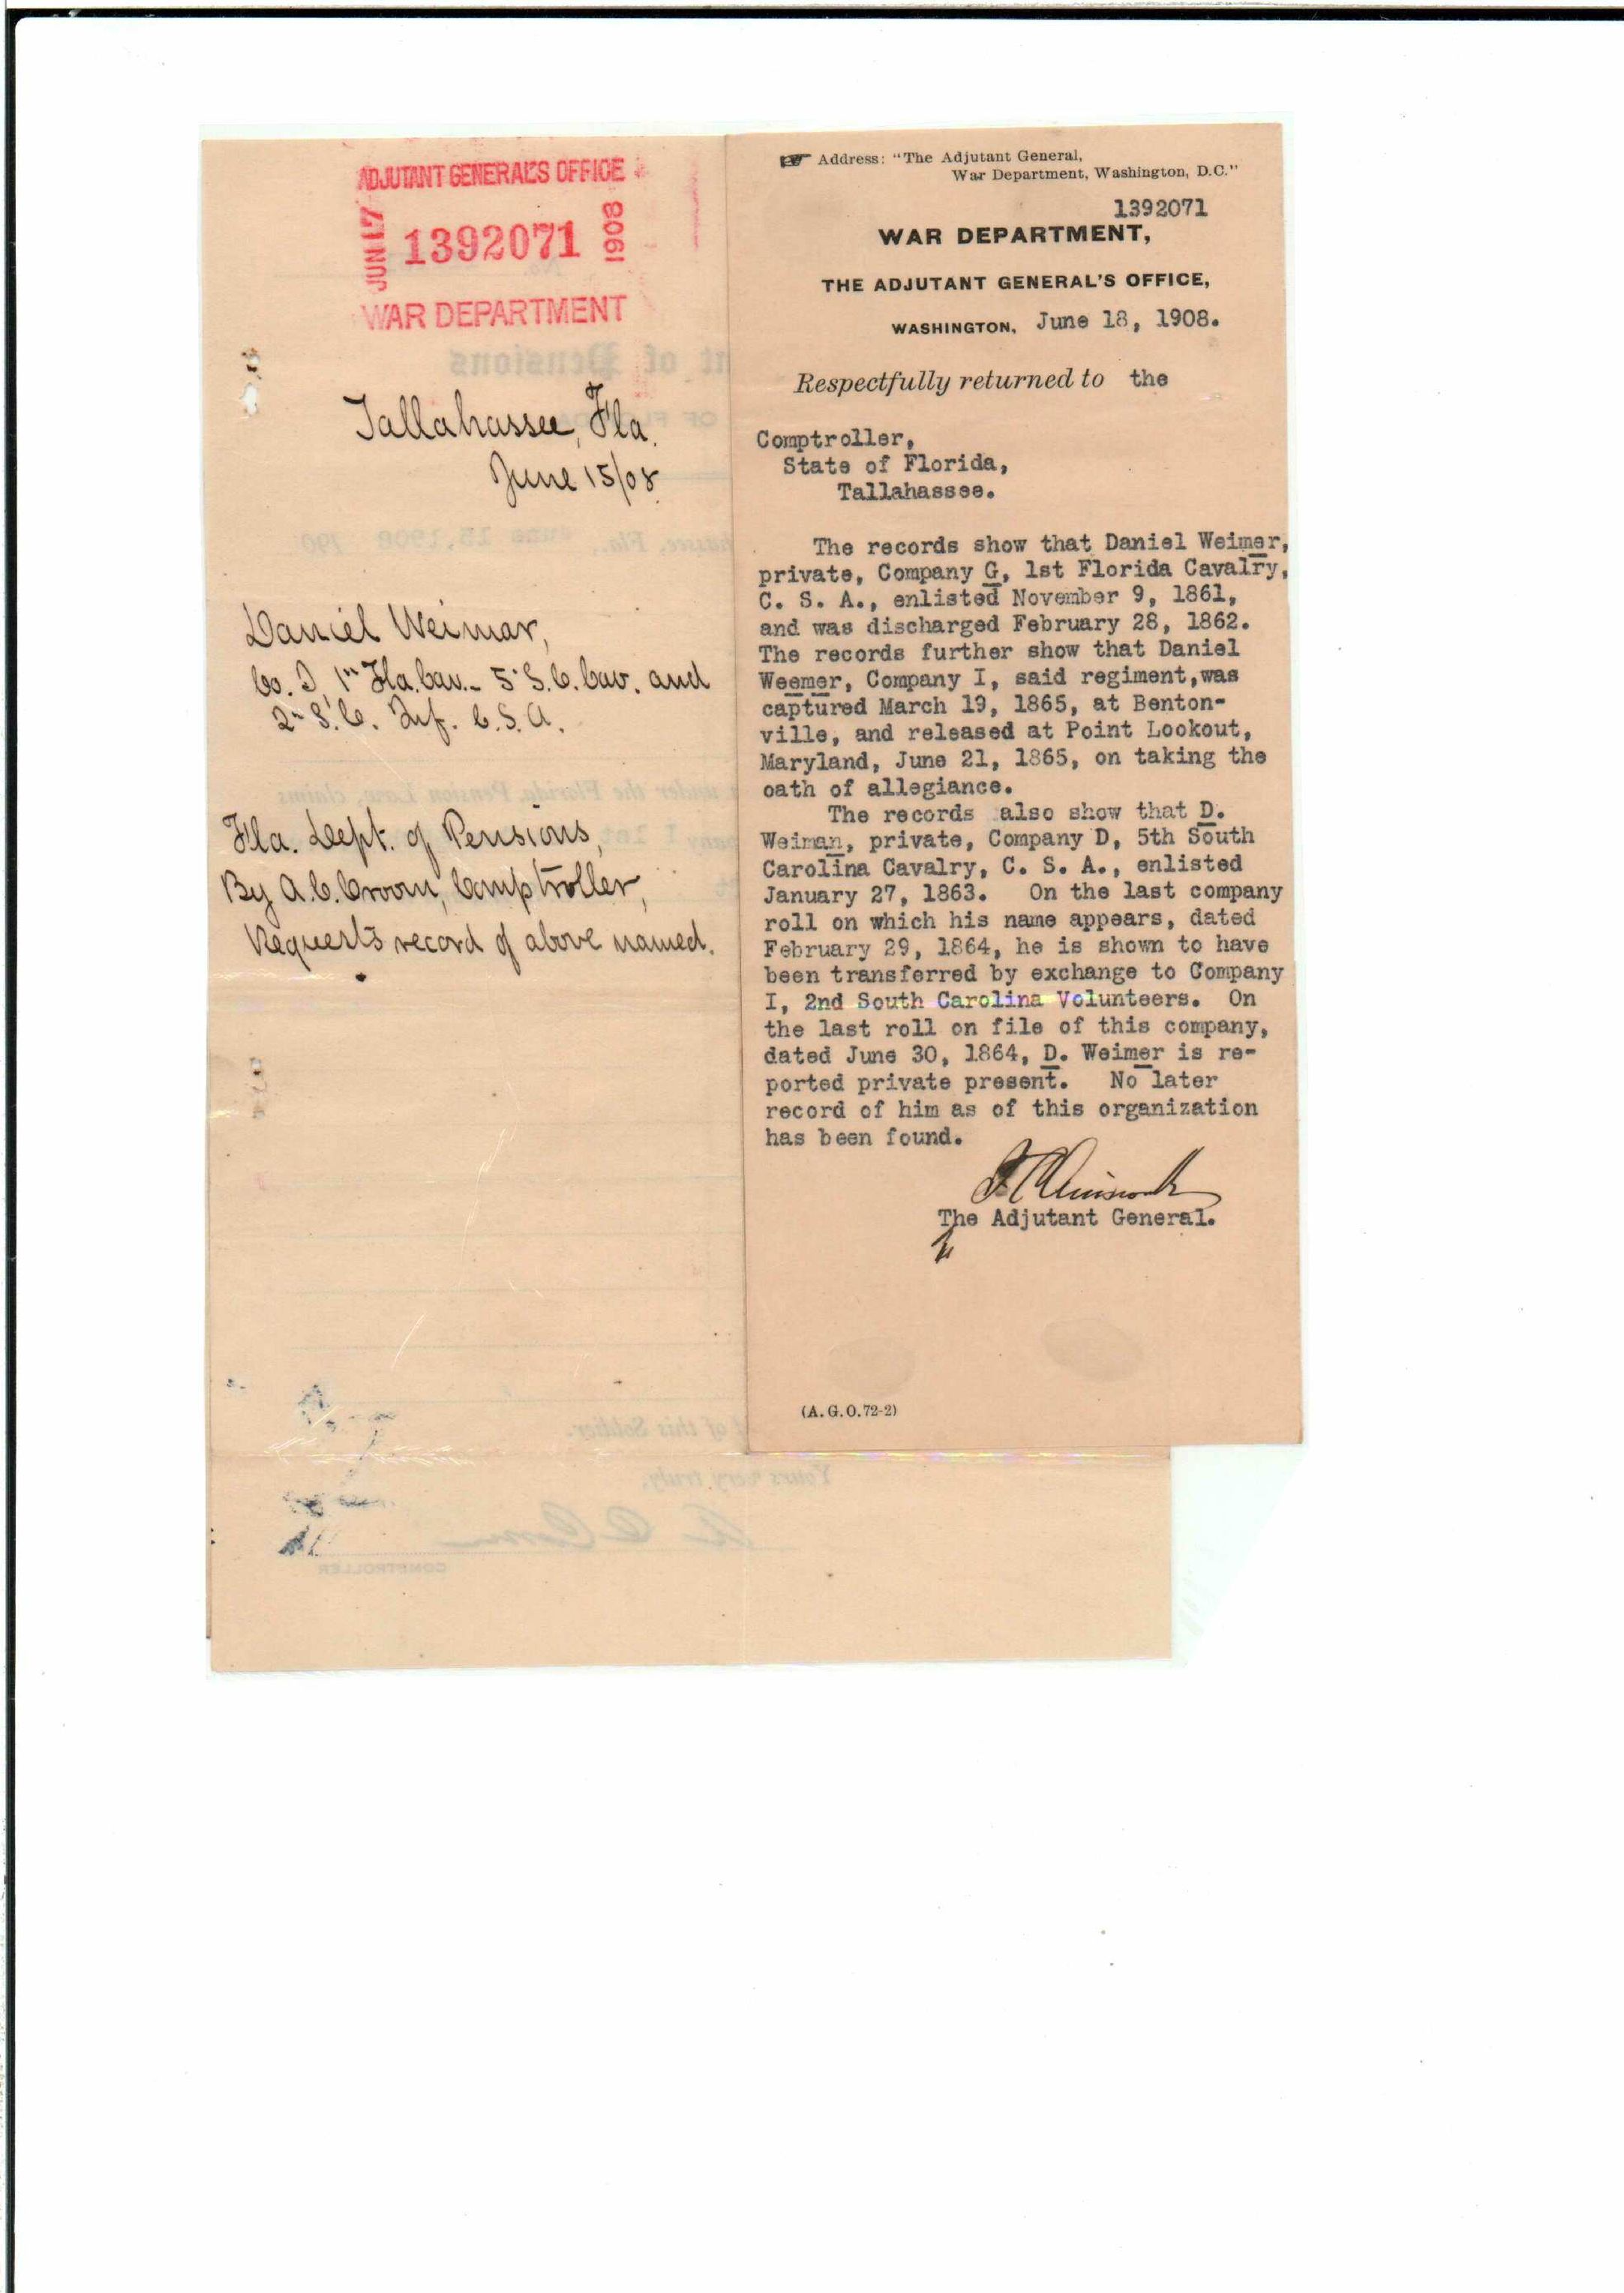 ADJUTANT GENERAL'S OFFICE
JUN 17 1392071 1908
WAR DEPARTMENT
Tallahassee, Fla.
June 15/08
Daniel Weimar,
Co. I, 1st Fla. Cav. - 5" S.C. Cav. and
2" S.C. Inf. C.S.A.
Fla. Dept. of Pensions,
By A.C. Croom, Comptroller,
Requests record of above named.
Address: "The Adjutant General,
War Department, Washington, D.C."
1392071
WAR DEPARTMENT,
THE ADJUTANT GENERAL'S OFFICE,
WASHINGTON, June 18, 1908.
Respectfully returned to the
Comptroller,
State of Florida,
Tallahassee.
The records show that Daniel Weimer,
private, Company G, 1st Florida Cavalry,
C. S. A., enlisted November 9, 1861,
and was discharged February 28, 1862.
The records further show that Daniel
Weemer, Company I, said regiment,was
captured March 19, 1865, at Benton-
ville, and released at Point Lookout,
Maryland, June 21, 1865, on taking the
oath of allegiance.
The records also show that D.
Weiman, private, Company D, 5th South
Carolina Cavalry, C. S. A., enlisted
January 27, 1863. On the last company
roll on which his name appears, dated
February 29, 1864, he is shown to have
been transferred by exchange to Company
I, 2nd South Carolina Volunteers. On
the last roll on file of this company,
dated June 30, 1864, D. Weimer is re-
ported private present. No later
record of him as of this organization
has been found.
The Adjutant General.
(A.G.O.72-2)
of this Soldier.
Yours very truly,
COMPTROLLER